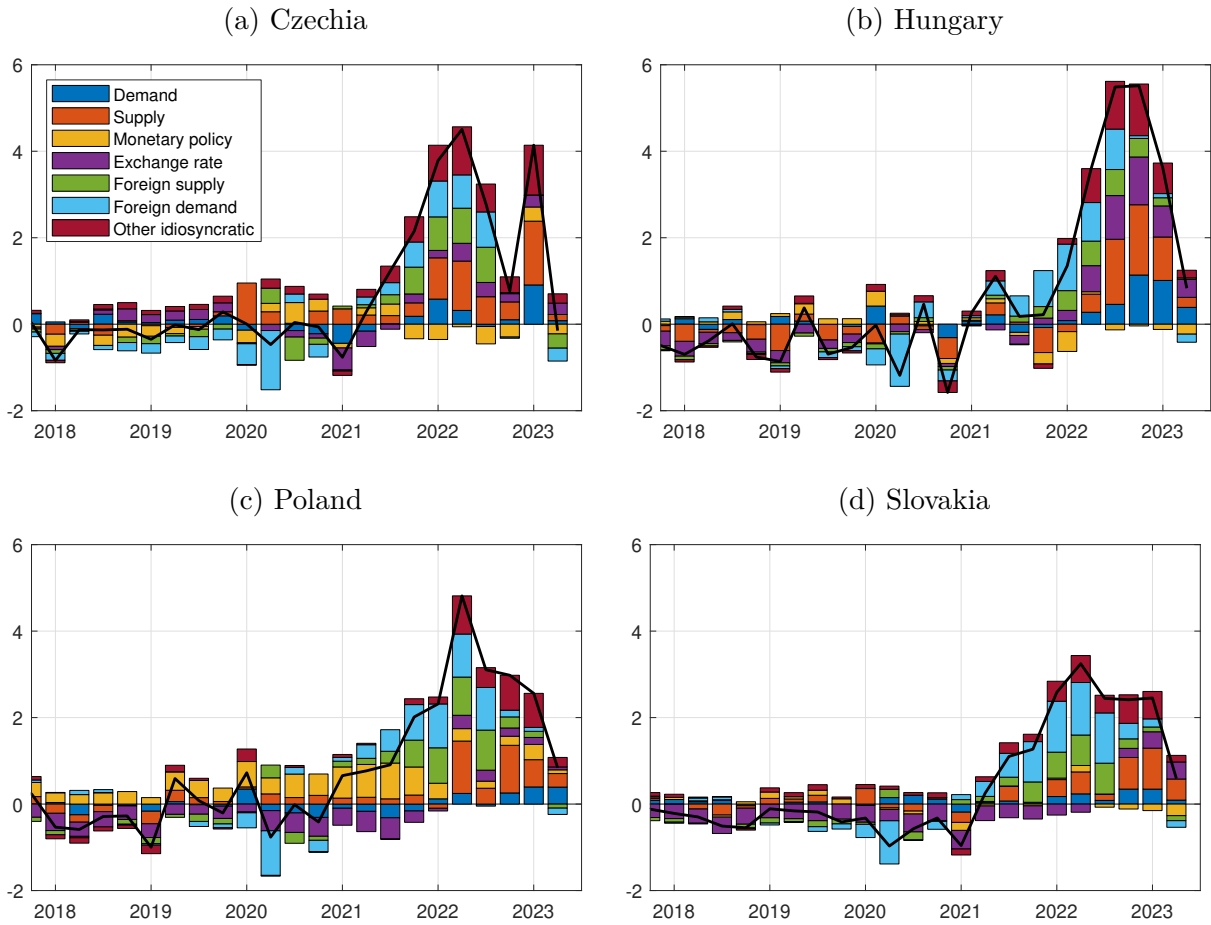 (a) Czechia
6
4
2
0
-2
Demand
Supply
Monetary policy
Exchange rate
Foreign supply
Foreign demand
Other idiosyncratic
2018 2019 2020 2021 2022 2023
(b) Hungary
6
4
2
0
-2
2018 2019 2020 2021 2022 2023
(c) Poland
6
4
2
0
-2
2018 2019 2020 2021 2022 2023
(d) Slovakia
6
4
2
0
-2
2018 2019 2020 2021 2022 2023